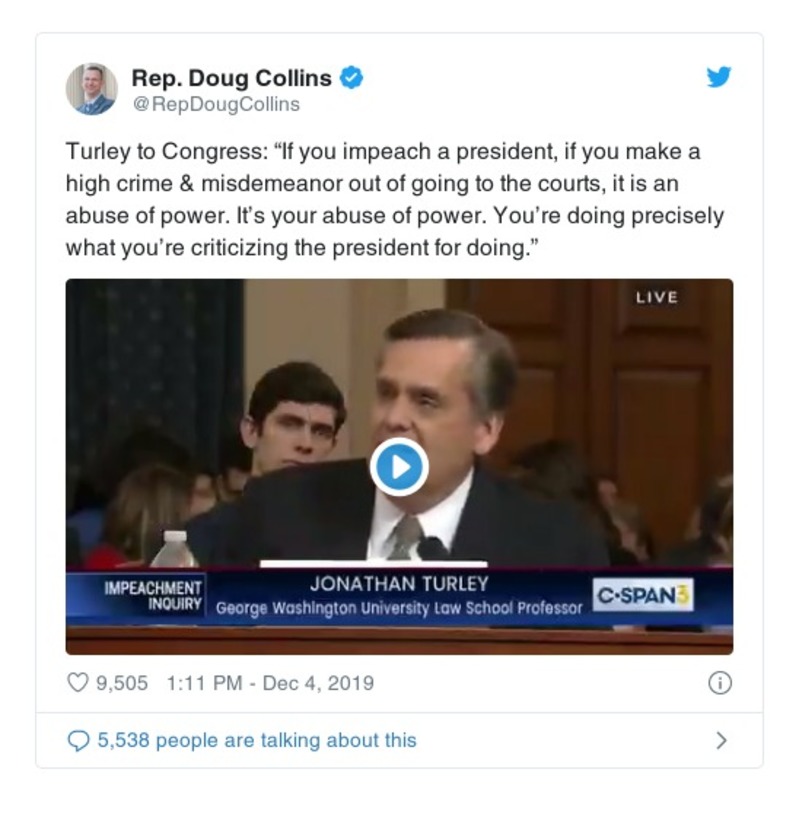 Rep. Doug Collins
@RepDougCollins
Turley to Congress: “If you impeach a president, if you make a
high crime & misdemeanor out of going to the courts, it is an
abuse of power. It’s your abuse of power. You’re doing precisely
what you’re criticizing the president for doing.”
LIVE
IMPEACHMENT
INQUIRY
JONATHAN TURLEY
George Washington University Law School Professor
C·SPAN3
9,505 1:11 PM - Dec 4, 2019
5,538 people are talking about this